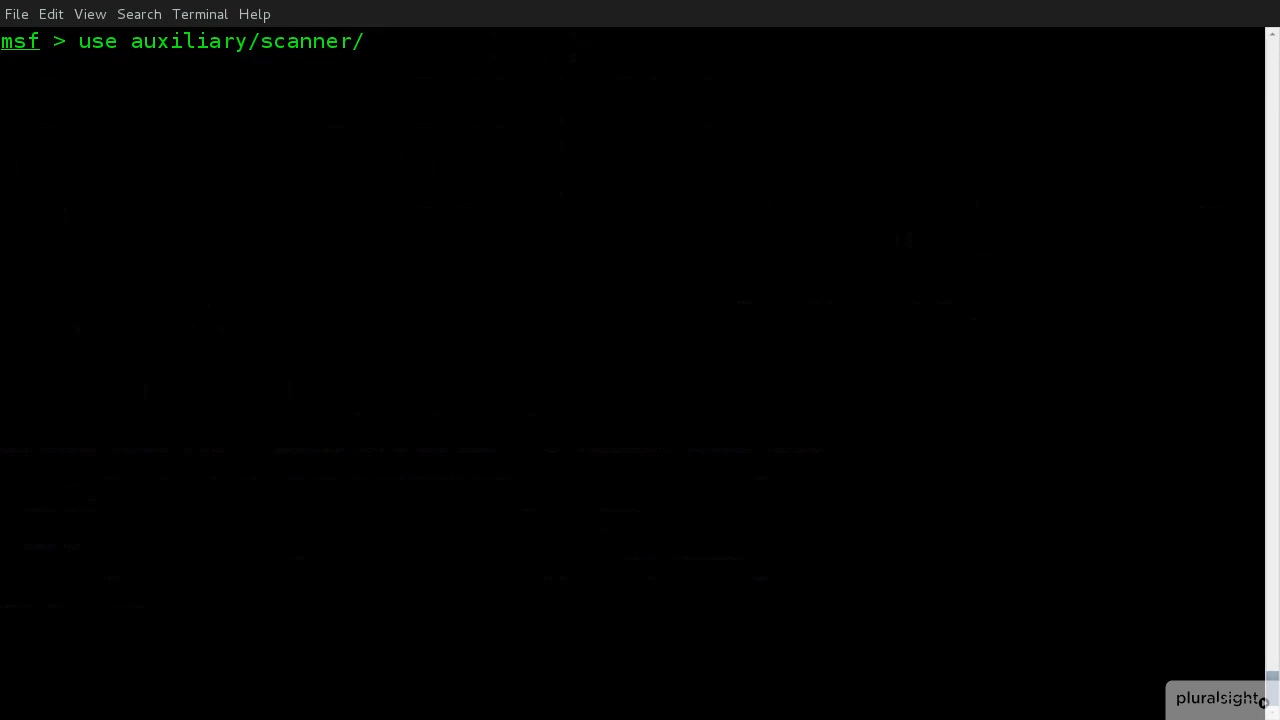 File Edit View Search Terminal Help
msf > use auxiliary/scanner/
pluralsight